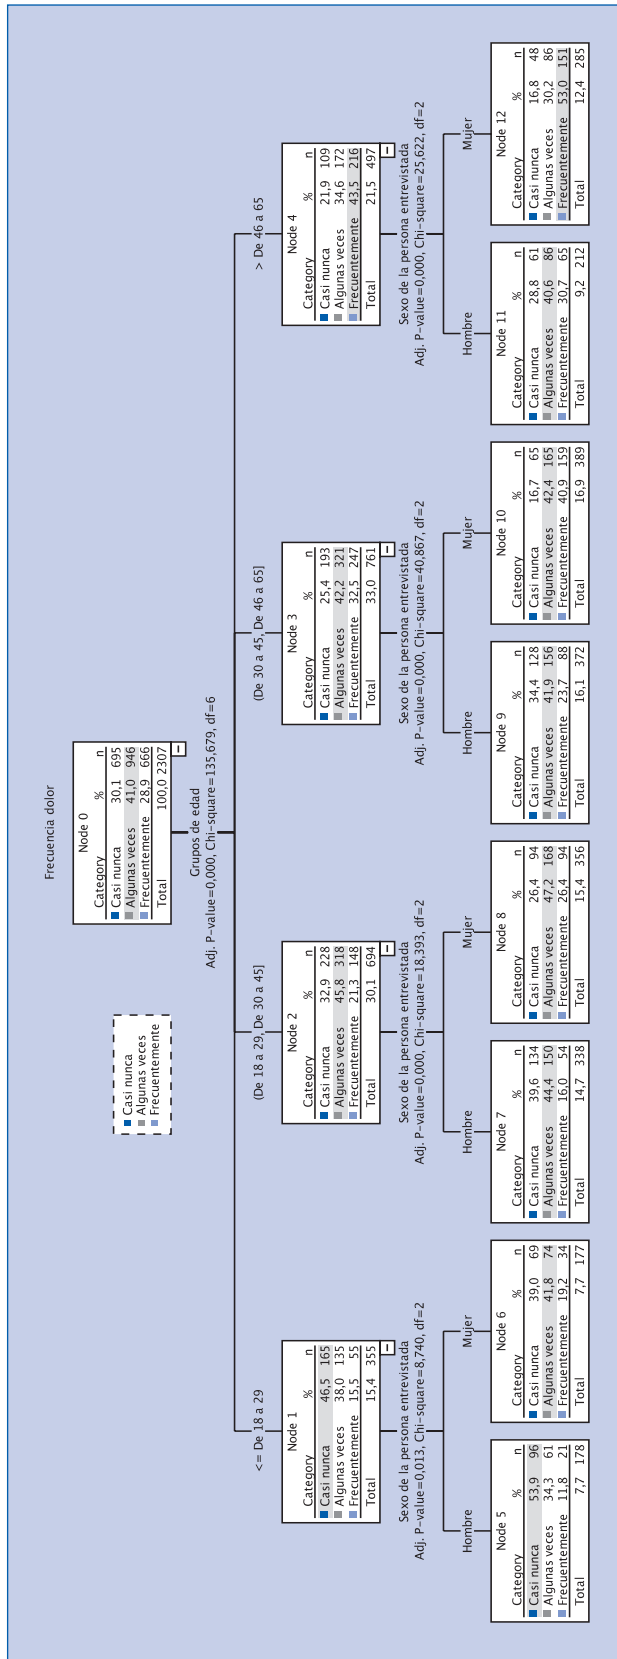 Frecuencia dolor
Casi nunca
Algunas veces
Frecuentemente
Node 0
Category % n
Casi nunca 30,1 695
Algunas veces 41,0 946
Frecuentemente 28,9 666
Total 100,0 2307
Grupos de edad
Adj. P-value=0,000, Chi-square=135,679, df=6
<= De 18 a 29
(De 18 a 29, De 30 a 45]
(De 30 a 45, De 46 a 65]
> De 46 a 65
Node 1
Category % n
Casi nunca 46,5 165
Algunas veces 38,0 135
Frecuentemente 15,5 55
Total 15,4 355
Node 2
Category % n
Casi nunca 32,9 228
Algunas veces 45,8 318
Frecuentemente 21,3 148
Total 30,1 694
Node 3
Category % n
Casi nunca 25,4 193
Algunas veces 42,2 321
Frecuentemente 32,5 247
Total 33,0 761
Node 4
Category % n
Casi nunca 21,9 109
Algunas veces 34,6 172
Frecuentemente 43,5 216
Total 21,5 497
Sexo de la persona entrevistada
Adj. P-value=0,013, Chi-square=8,740, df=2
Sexo de la persona entrevistada
Adj. P-value=0,000, Chi-square=18,393, df=2
Sexo de la persona entrevistada
Adj. P-value=0,000, Chi-square=40,867, df=2
Sexo de la persona entrevistada
Adj. P-value=0,000, Chi-square=25,622, df=2
Hombre
Mujer
Hombre
Mujer
Hombre
Mujer
Hombre
Mujer
Node 5
Category % n
Casi nunca 53,9 96
Algunas veces 34,3 61
Frecuentemente 11,8 21
Total 7,7 178
Node 6
Category % n
Casi nunca 39,0 69
Algunas veces 41,8 74
Frecuentemente 19,2 34
Total 7,7 177
Node 7
Category % n
Casi nunca 39,6 134
Algunas veces 44,4 150
Frecuentemente 16,0 54
Total 14,7 338
Node 8
Category % n
Casi nunca 26,4 94
Algunas veces 47,2 168
Frecuentemente 26,4 94
Total 15,4 356
Node 9
Category % n
Casi nunca 34,4 128
Algunas veces 41,9 156
Frecuentemente 23,7 88
Total 16,1 372
Node 10
Category % n
Casi nunca 16,7 65
Algunas veces 42,4 165
Frecuentemente 40,9 159
Total 16,9 389
Node 11
Category % n
Casi nunca 28,8 61
Algunas veces 40,6 86
Frecuentemente 30,7 65
Total 9,2 212
Node 12
Category % n
Casi nunca 16,8 48
Algunas veces 30,2 86
Frecuentemente 53,0 151
Total 12,4 285